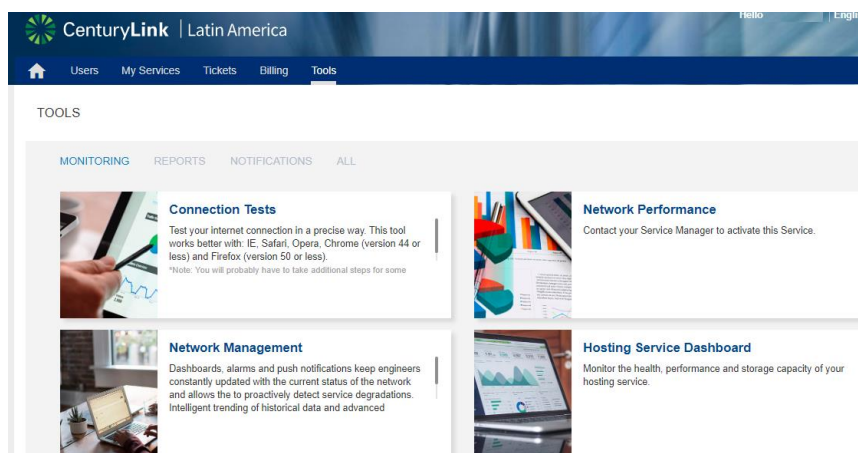 CenturyLink | Latin America
Hello
Users My Services Tickets Billing Tools
TOOLS
MONITORING REPORTS NOTIFICATIONS ALL
Connection Tests
Test your internet connection in a precise way. This tool
works better with: IE, Safari, Opera, Chrome (version 44 or
less) and Firefox (version 50 or less).
*Note: You will probably have to take additional steps for some
Network Performance
Contact your Service Manager to activate this Service.
Network Management
Dashboards, alarms and push notifications keep engineers
constantly updated with the current status of the network
and allows the to proactively detect service degradations.
Intelligent trending of historical data and advanced
Hosting Service Dashboard
Monitor the health, performance and storage capacity of your
hosting service.